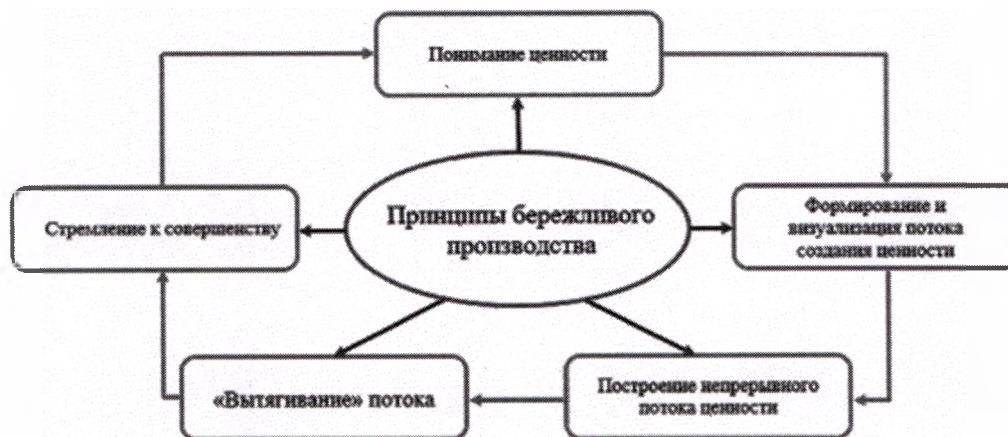 Понимание ценности
Принципы бережливого
производства
Стремление к совершенству
Формирование и
визуализация потока
создания ценности
«Вытягивание» потока
Построение непрерывного
потока ценности